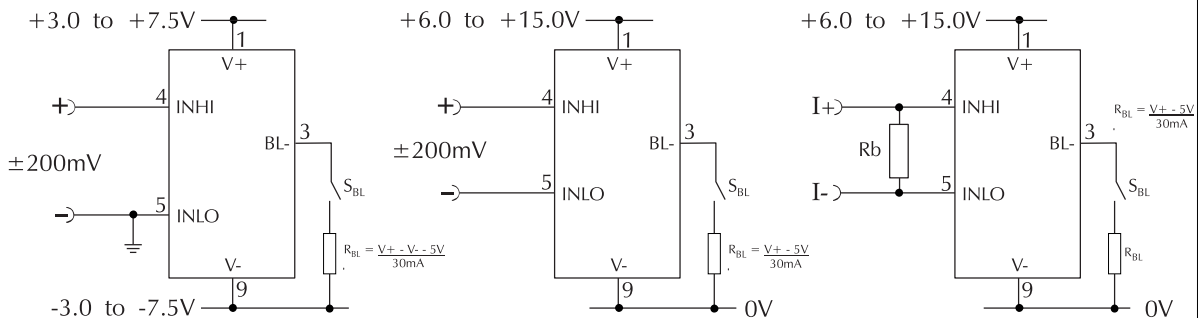 +3.0 to +7.5V
1
V+
+
4
INHI
3
BL-
±200mV
S_BL
-
5
INLO
R_BL = V+ - V- - 5V
30mA
V-
9
-3.0 to -7.5V
+6.0 to +15.0V
1
V+
+
4
INHI
3
BL-
±200mV
S_BL
-
5
INLO
R_BL = V+ - 5V
30mA
V-
9
0V
+6.0 to +15.0V
1
V+
I+
4
INHI
R_BL = V+ - 5V
30mA
3
BL-
Rb
S_BL
I-
5
INLO
R_BL
V-
9
0V